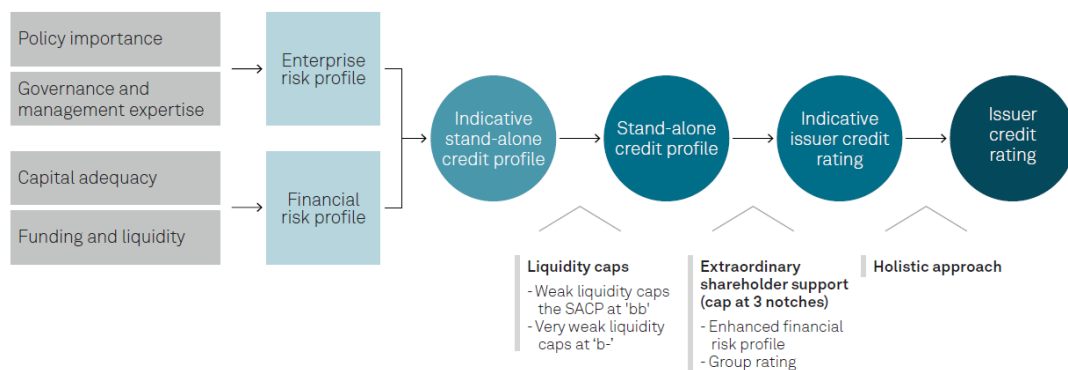 Policy importance
Governance and
management expertise
Enterprise
risk profile
Capital adequacy
Funding and liquidity
Financial
risk profile
Indicative
stand-alone
credit profile
Stand-alone
credit profile
Indicative
issuer credit
rating
Issuer
credit
rating
Liquidity caps
- Weak liquidity caps
the SACP at 'bb'
- Very weak liquidity
caps at ‘b-’
Extraordinary
shareholder support
(cap at 3 notches)
- Enhanced financial
risk profile
- Group rating
Holistic approach